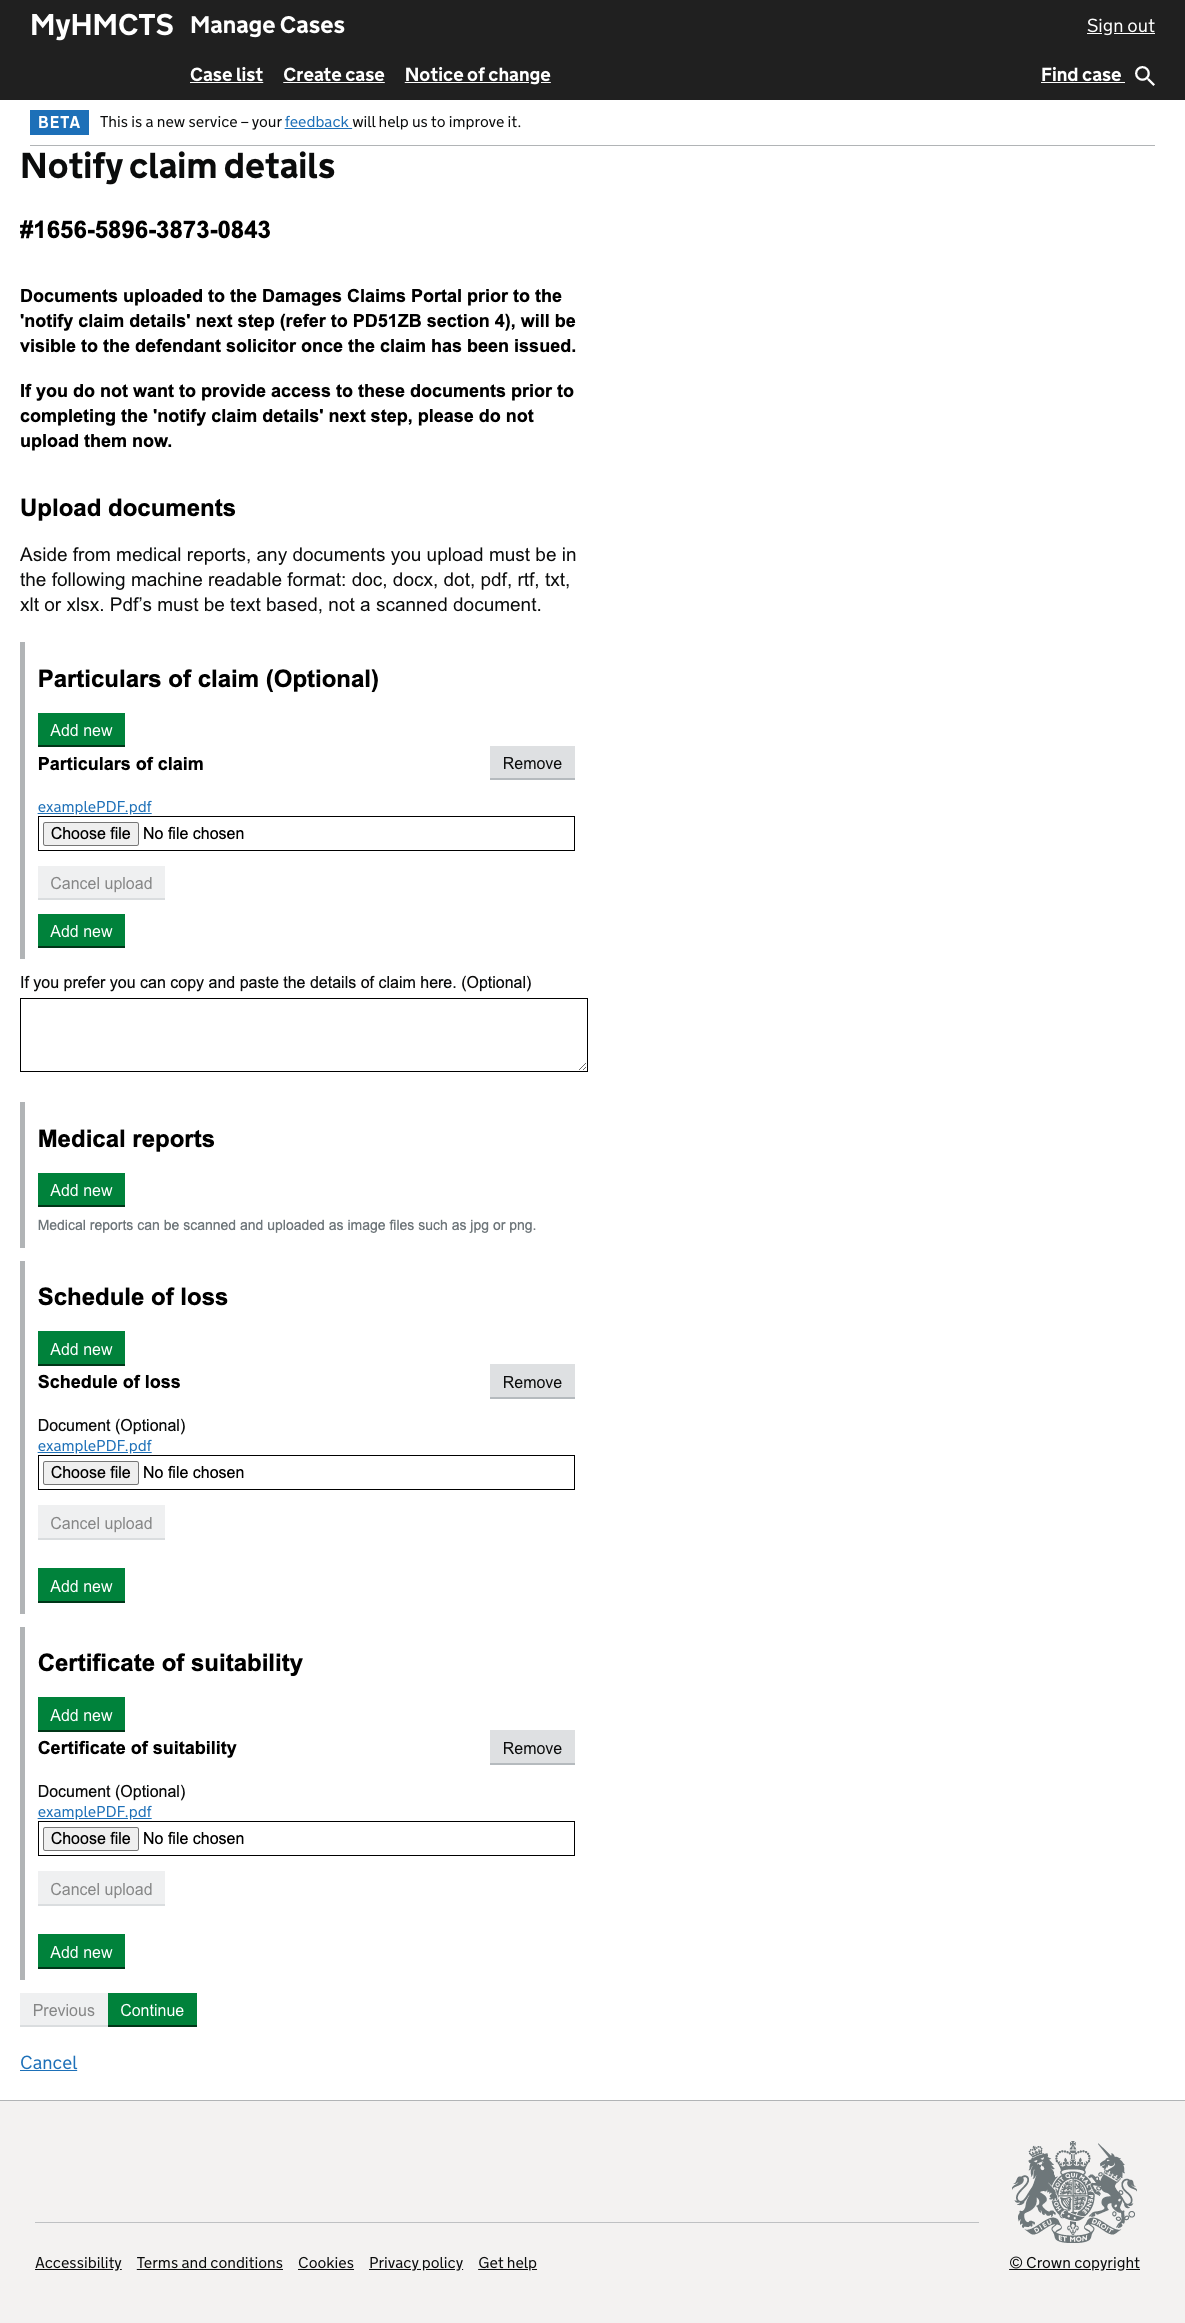 MyHMCTS Manage Cases Sign out
Case list Create case Notice of change Find case
BETA This is a new service – your feedback will help us to improve it.
Notify claim details
#1656-5896-3873-0843
Documents uploaded to the Damages Claims Portal prior to the
'notify claim details' next step (refer to PD51ZB section 4), will be
visible to the defendant solicitor once the claim has been issued.
If you do not want to provide access to these documents prior to
completing the 'notify claim details' next step, please do not
upload them now.
Upload documents
Aside from medical reports, any documents you upload must be in
the following machine readable format: doc, docx, dot, pdf, rtf, txt,
xlt or xlsx. Pdf’s must be text based, not a scanned document.
Particulars of claim (Optional)
Add new
Particulars of claim Remove
examplePDF.pdf
Choose file No file chosen
Cancel upload
Add new
If you prefer you can copy and paste the details of claim here. (Optional)
Medical reports
Add new
Medical reports can be scanned and uploaded as image files such as jpg or png.
Schedule of loss
Add new
Schedule of loss Remove
Document (Optional)
examplePDF.pdf
Choose file No file chosen
Cancel upload
Add new
Certificate of suitability
Add new
Certificate of suitability Remove
Document (Optional)
examplePDF.pdf
Choose file No file chosen
Cancel upload
Add new
Previous Continue
Cancel
DIEU ET MON DROIT
Accessibility Terms and conditions Cookies Privacy policy Get help © Crown copyright